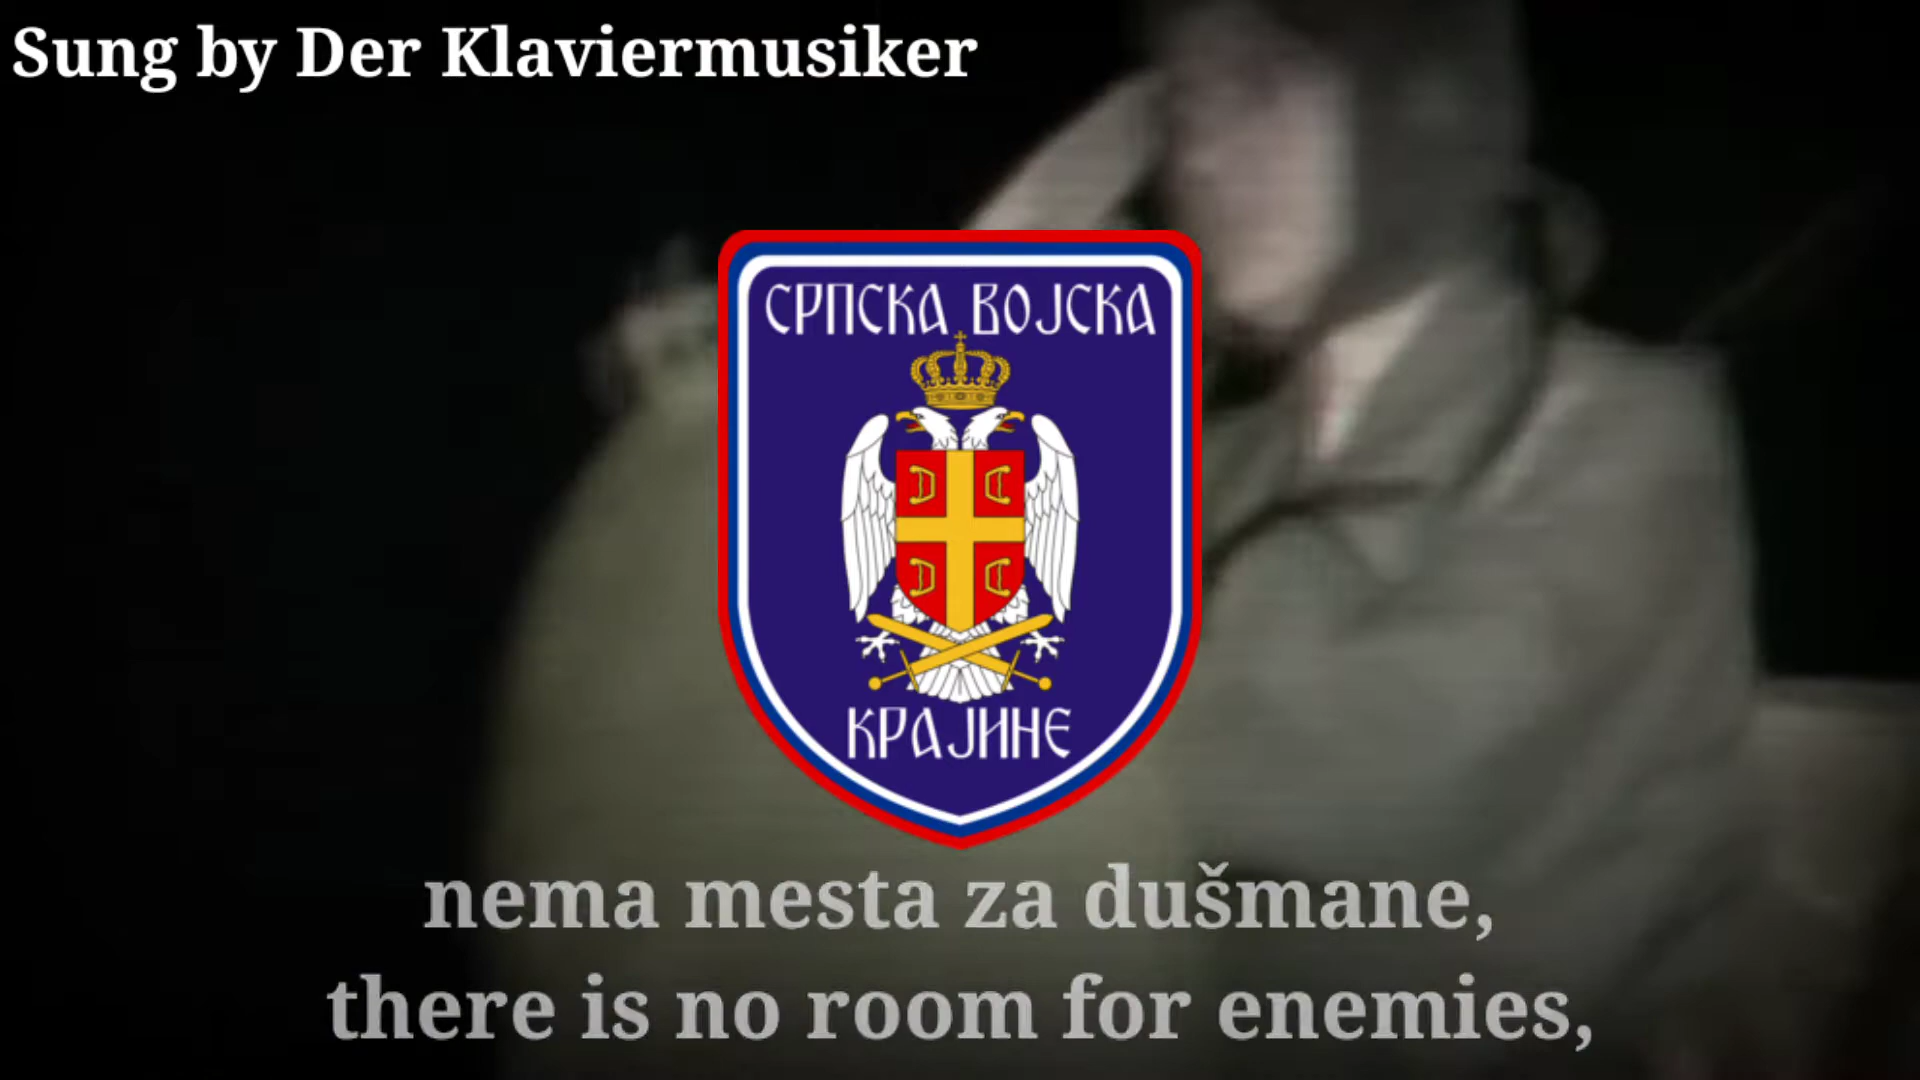 Sung by Der Klaviermusiker
СРПСКА ВОЈСКА
КРАЈИНЕ
nema mesta za dušmane,
there is no room for enemies,